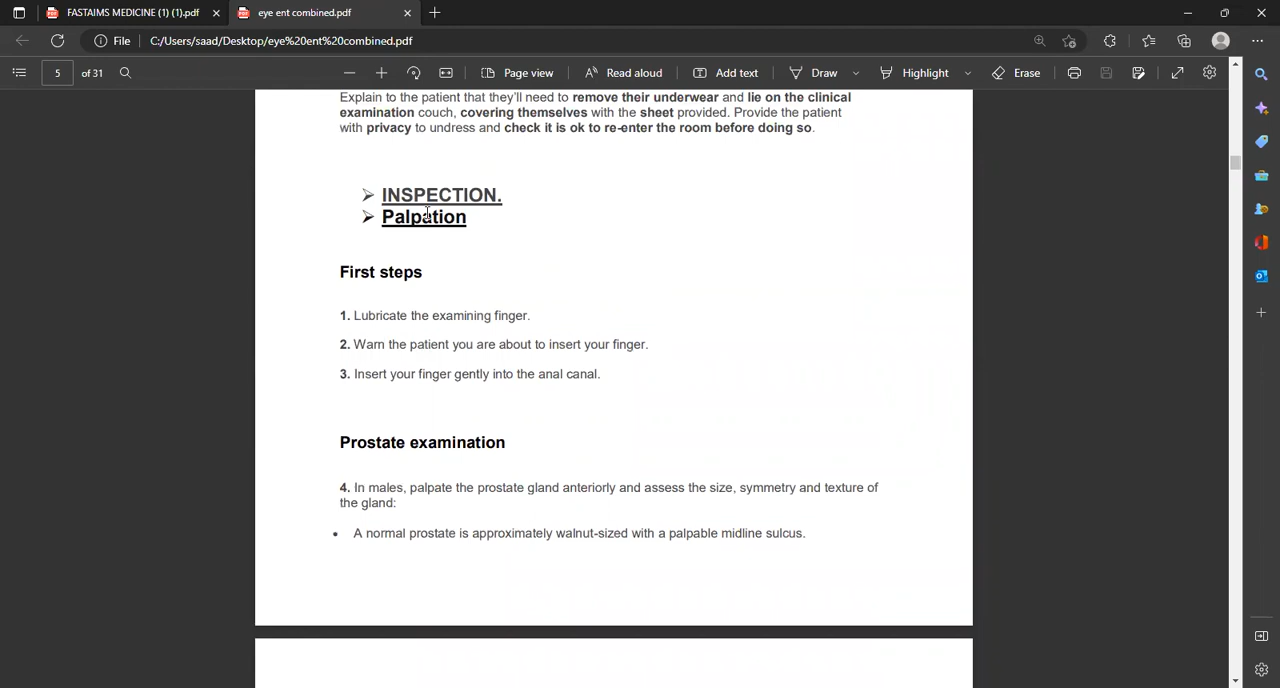 FASTAIMS MEDICINE (1) (1).pdf
eye ent combined.pdf
File C:/Users/saad/Desktop/eye%20ent%20combined.pdf
5 of 31 Page view Read aloud Add text Draw Highlight Erase
Explain to the patient that they'll need to remove their underwear and lie on the clinical
examination couch, covering themselves with the sheet provided. Provide the patient
with privacy to undress and check it is ok to re-enter the room before doing so.
➢ INSPECTION.
➢ Palpation
First steps
1. Lubricate the examining finger.
2. Warn the patient you are about to insert your finger.
3. Insert your finger gently into the anal canal.
Prostate examination
4. In males, palpate the prostate gland anteriorly and assess the size, symmetry and texture of
the gland:
• A normal prostate is approximately walnut-sized with a palpable midline sulcus.